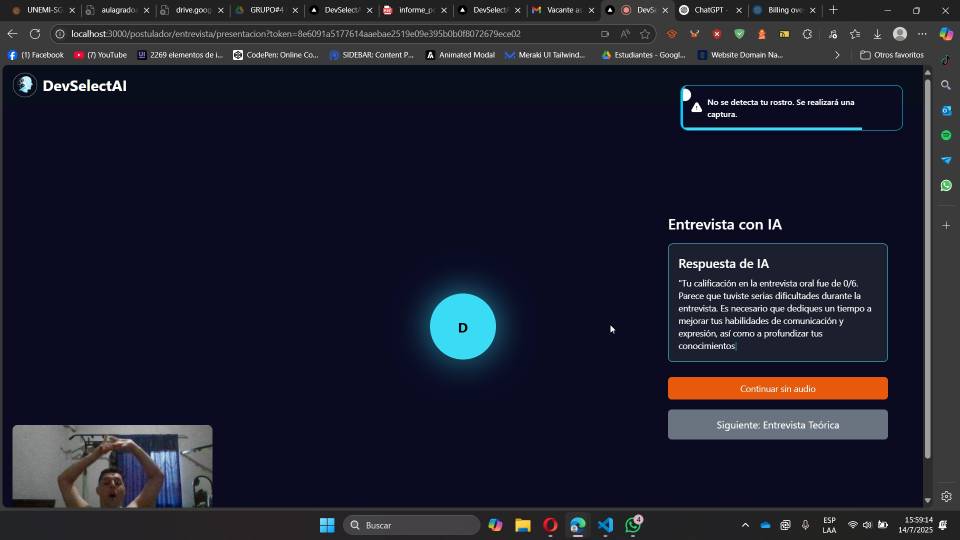 UNEMI-SG
aulagrado
drive.goog
GRUPO#4
DevSelectA
informe_p
DevSelectA
Vacante as
DevSe
ChatGPT
Billing ove
localhost:3000/postulador/entrevista/presentacion?token=8e6091a5177614aaebae2519e09e395b0b0f8072679ece02
(1) Facebook
(7) YouTube
2269 elementos de i...
CodePen: Online Co...
SIDEBAR: Content P...
Animated Modal
Meraki UI Tailwind...
Estudiantes - Googl...
Website Domain Na...
Otros favoritos
DevSelectAI
No se detecta tu rostro. Se realizará una
captura.
Entrevista con IA
Respuesta de IA
"Tu calificación en la entrevista oral fue de 0/6.
Parece que tuviste serias dificultades durante la
entrevista. Es necesario que dediques un tiempo a
mejorar tus habilidades de comunicación y
expresión, así como a profundizar tus
conocimientos
D
Continuar sin audio
Siguiente: Entrevista Teórica
Buscar
4
ESP
LAA
15:59:14
14/7/2025